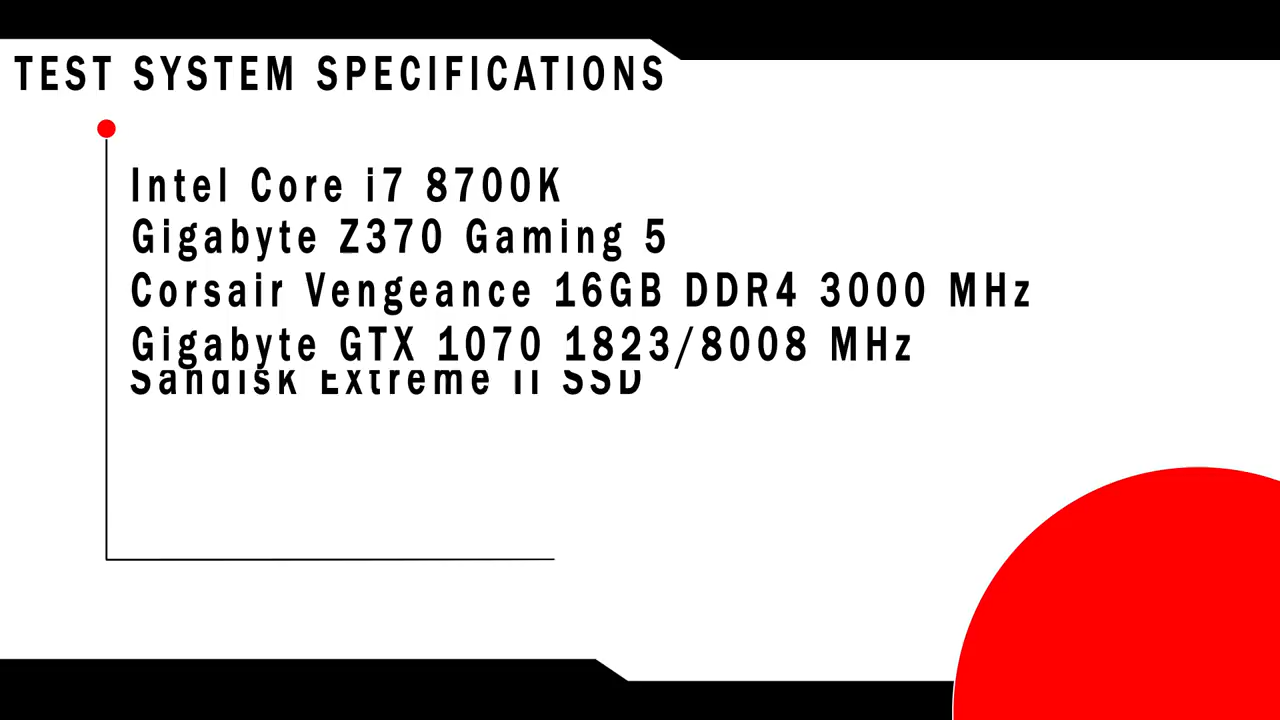 TEST SYSTEM SPECIFICATIONS
Intel Core i7 8700K
Gigabyte Z370 Gaming 5
Corsair Vengeance 16GB DDR4 3000 MHz
Gigabyte GTX 1070 1823/8008 MHz
Sandisk Extreme II SSD